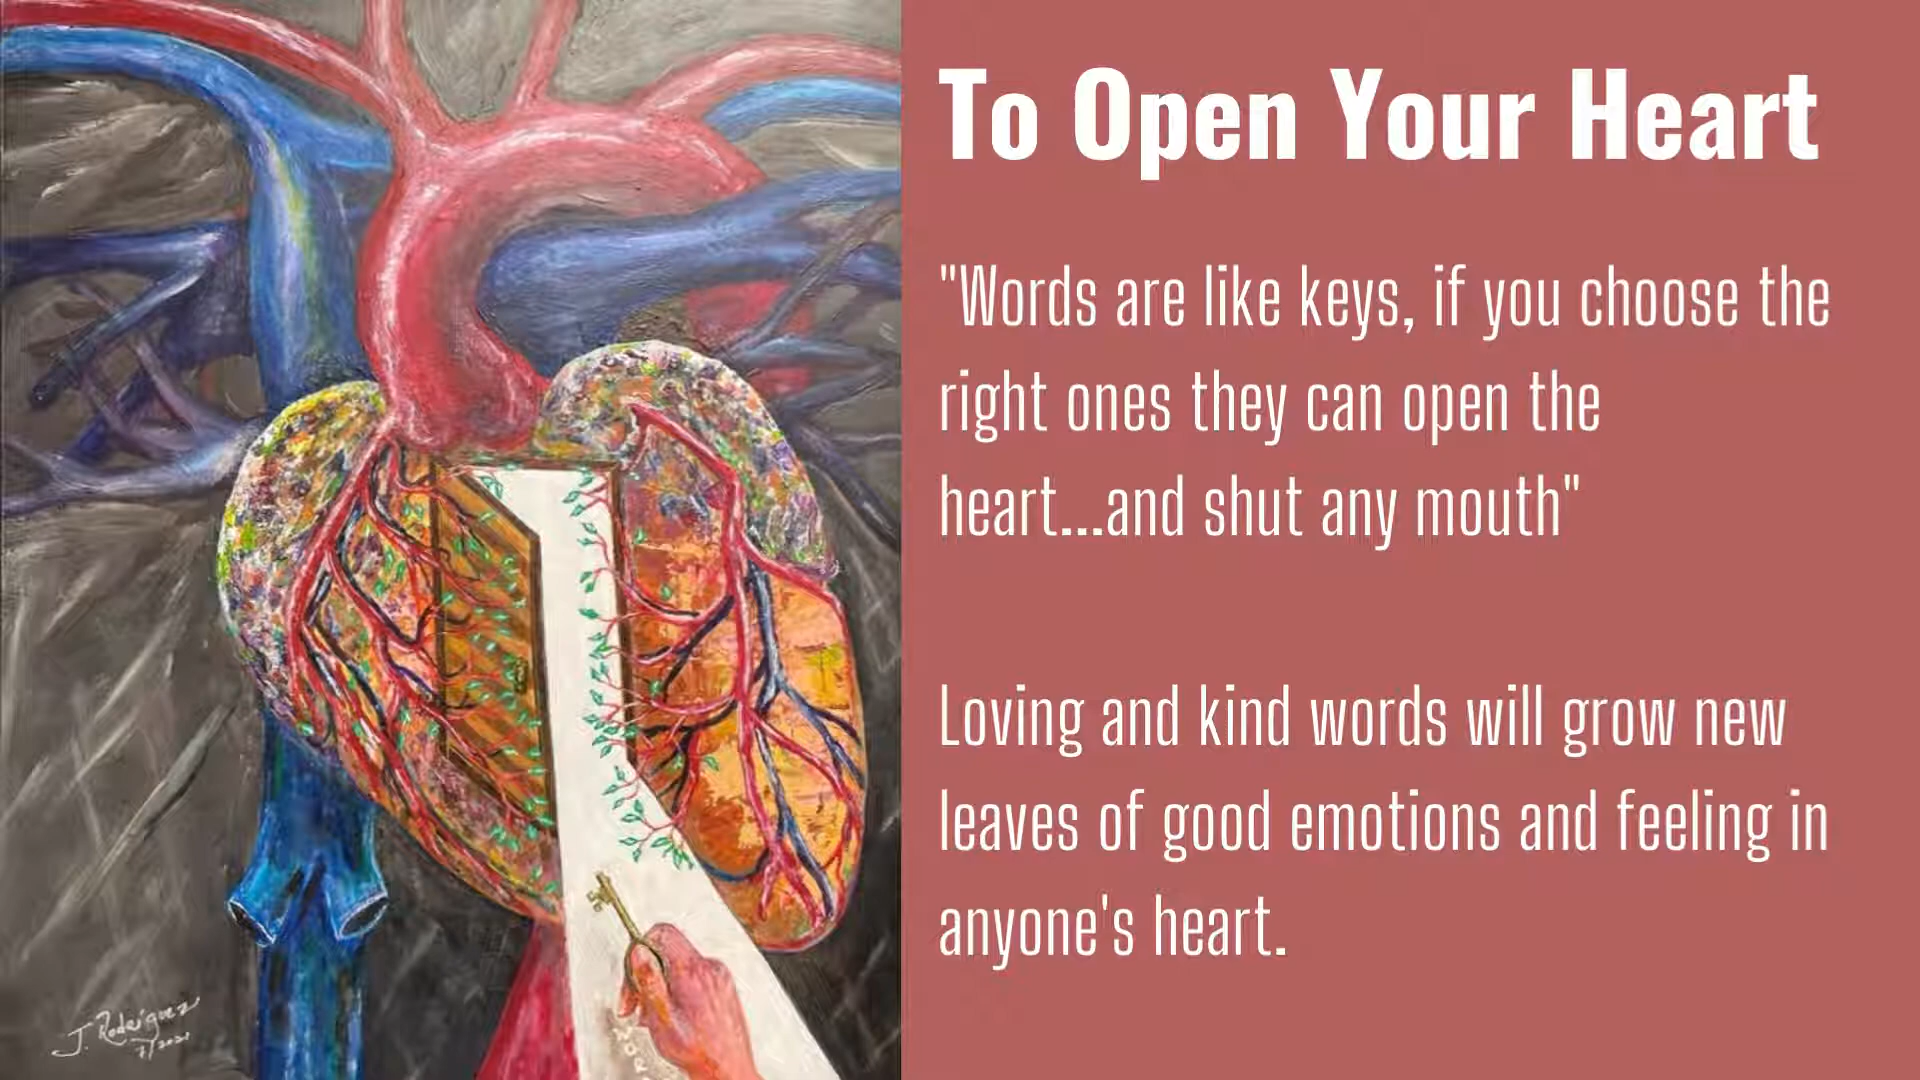 To Open Your Heart
"Words are like keys, if you choose the
right ones they can open the
heart...and shut any mouth"
Loving and kind words will grow new
leaves of good emotions and feeling in
anyone's heart.
J. Rodriguez
7/2021